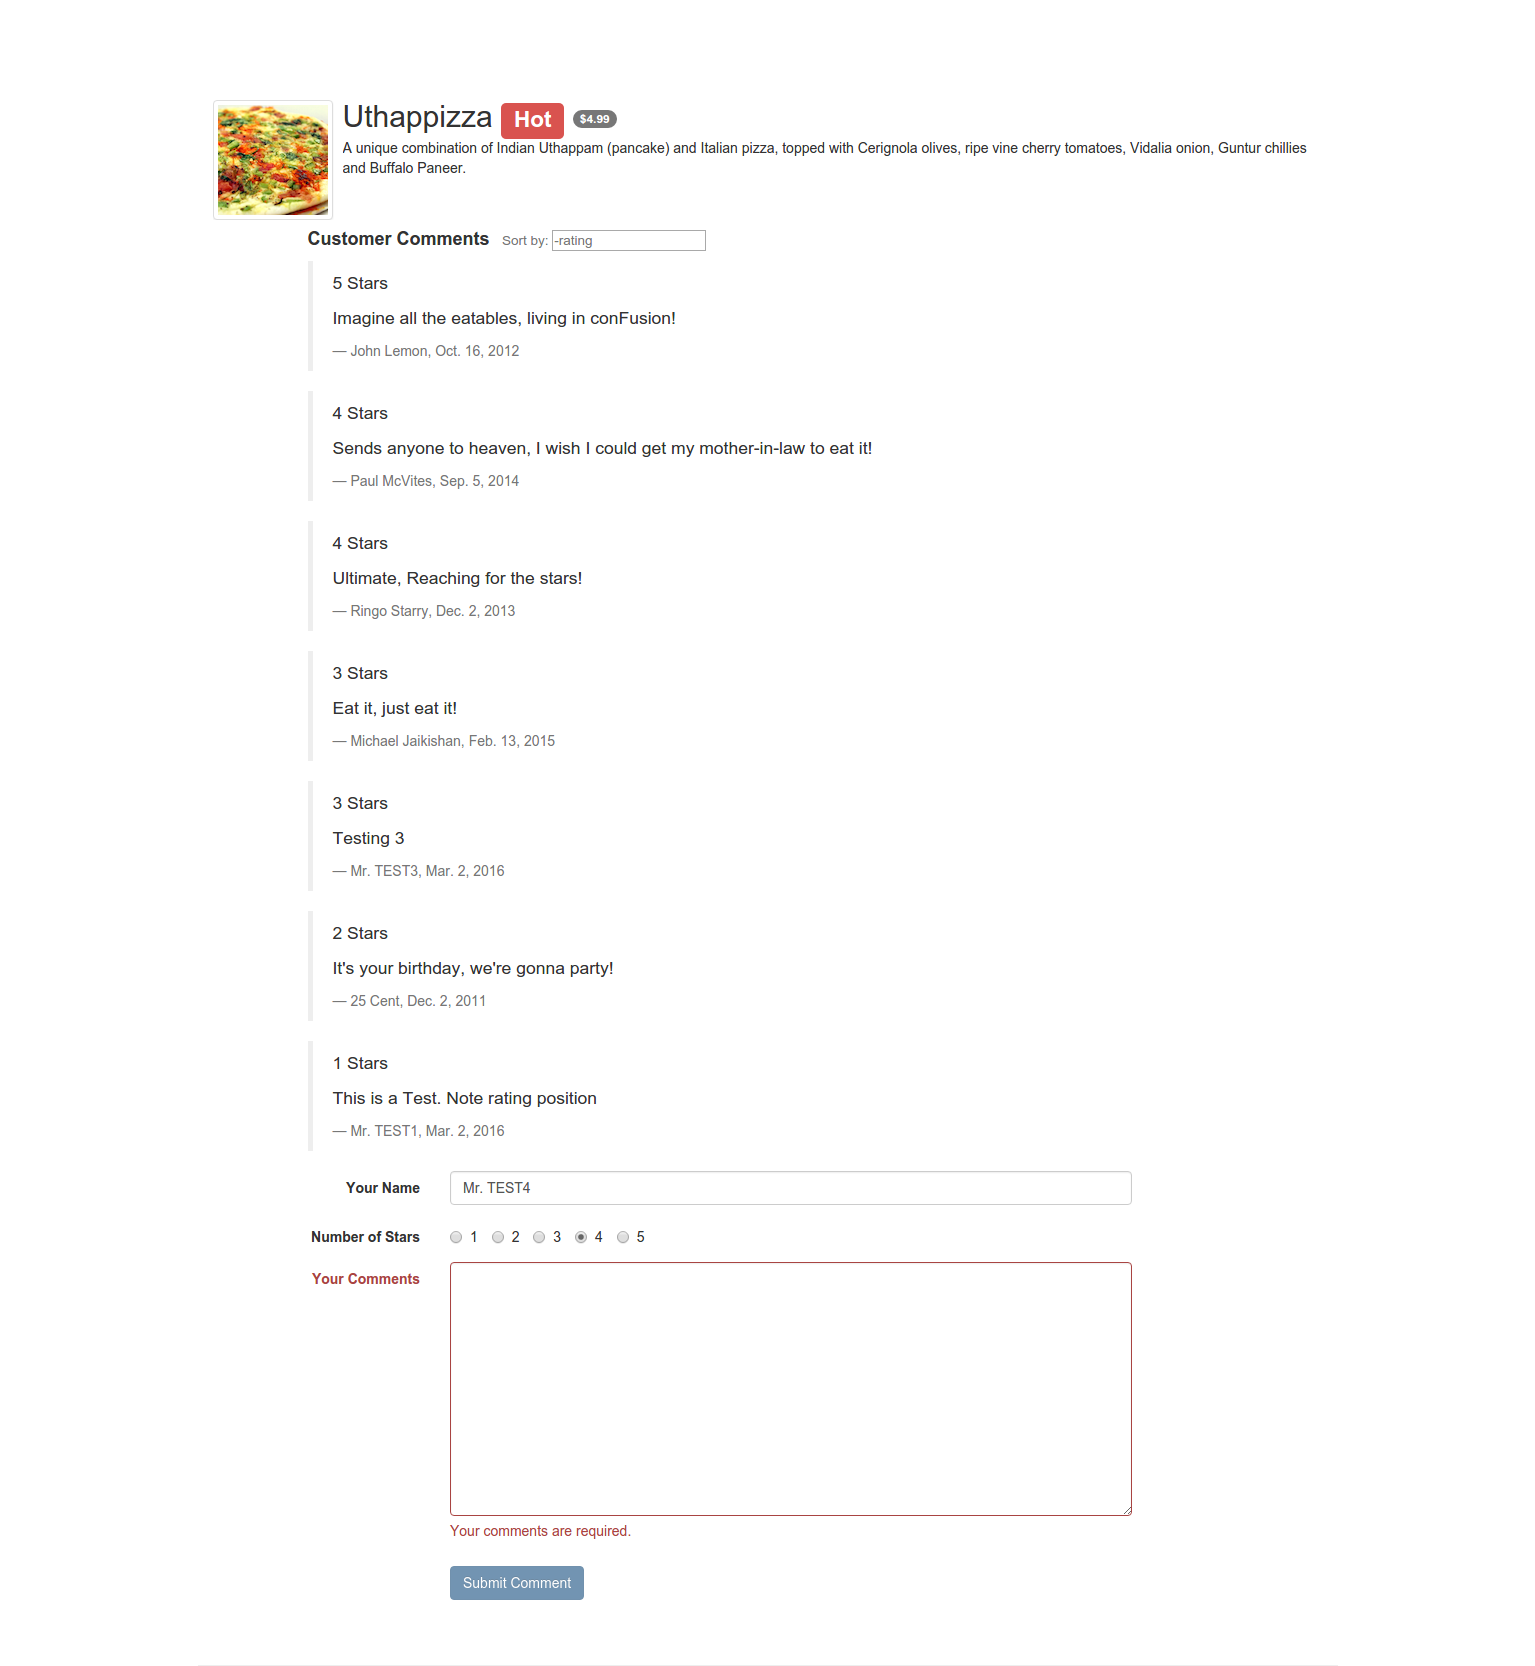 Uthappizza Hot $4.99
A unique combination of Indian Uthappam (pancake) and Italian pizza, topped with Cerignola olives, ripe vine cherry tomatoes, Vidalia onion, Guntur chillies
and Buffalo Paneer.
Customer Comments Sort by: -rating
5 Stars
Imagine all the eatables, living in conFusion!
— John Lemon, Oct. 16, 2012
4 Stars
Sends anyone to heaven, I wish I could get my mother-in-law to eat it!
— Paul McVites, Sep. 5, 2014
4 Stars
Ultimate, Reaching for the stars!
— Ringo Starry, Dec. 2, 2013
3 Stars
Eat it, just eat it!
— Michael Jaikishan, Feb. 13, 2015
3 Stars
Testing 3
— Mr. TEST3, Mar. 2, 2016
2 Stars
It's your birthday, we're gonna party!
— 25 Cent, Dec. 2, 2011
1 Stars
This is a Test. Note rating position
— Mr. TEST1, Mar. 2, 2016
Your Name Mr. TEST4
Number of Stars 1 2 3 4 5
Your Comments
Your comments are required.
Submit Comment